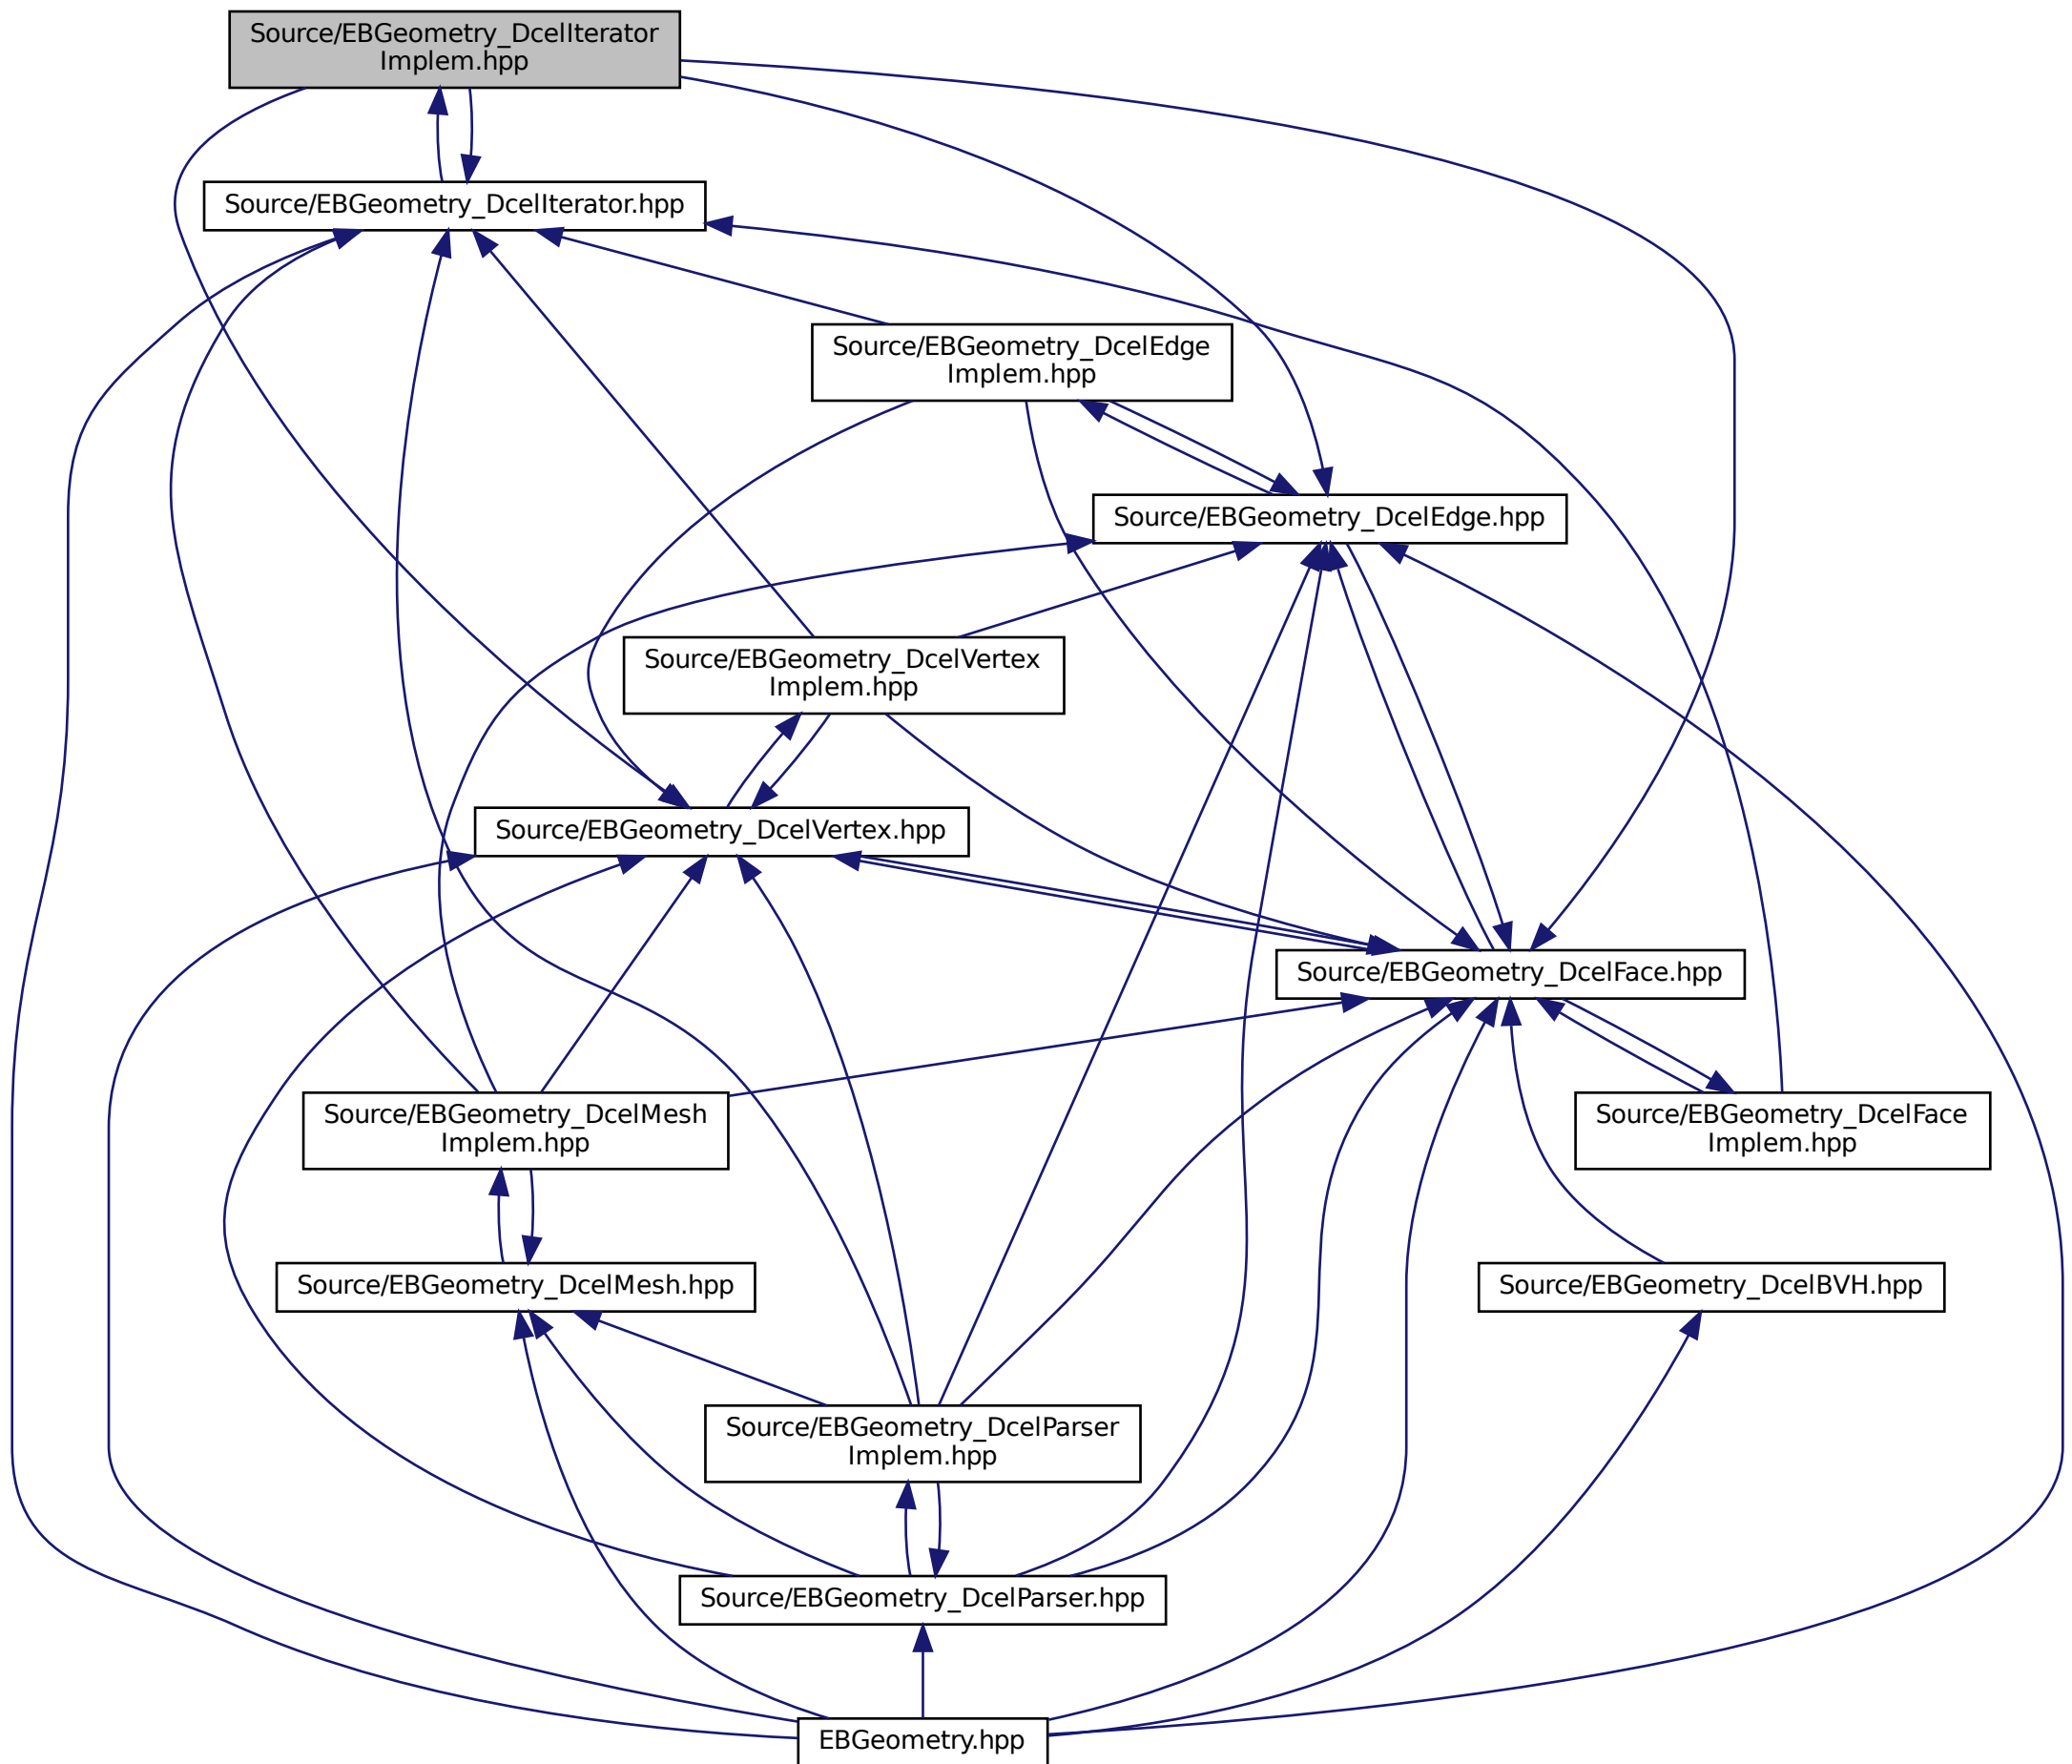 Source/EBGeometry_DcelIterator
Implem.hpp
Source/EBGeometry_DcelIterator.hpp
Source/EBGeometry_DcelEdge
Implem.hpp
Source/EBGeometry_DcelEdge.hpp
Source/EBGeometry_DcelVertex
Implem.hpp
Source/EBGeometry_DcelVertex.hpp
Source/EBGeometry_DcelFace.hpp
Source/EBGeometry_DcelMesh
Implem.hpp
Source/EBGeometry_DcelFace
Implem.hpp
Source/EBGeometry_DcelMesh.hpp
Source/EBGeometry_DcelBVH.hpp
Source/EBGeometry_DcelParser
Implem.hpp
Source/EBGeometry_DcelParser.hpp
EBGeometry.hpp